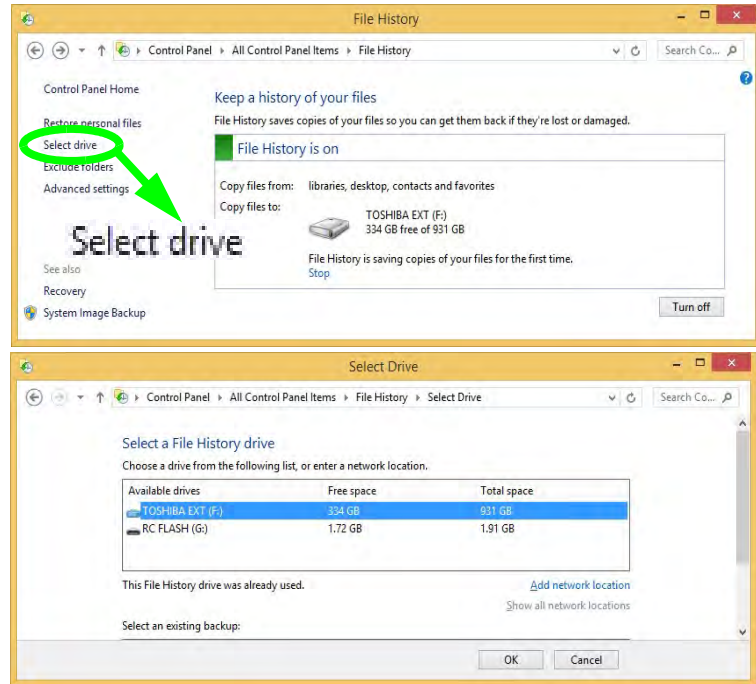 File History
Control Panel ▸ All Control Panel Items ▸ File History
Search Co...
Control Panel Home
Restore personal files
Select drive
Exclude folders
Advanced settings
Select drive
See also
Recovery
System Image Backup
Keep a history of your files
File History saves copies of your files so you can get them back if they're lost or damaged.
File History is on
Copy files from: libraries, desktop, contacts and favorites
Copy files to:
TOSHIBA EXT (F:)
334 GB free of 931 GB
File History is saving copies of your files for the first time.
Stop
Turn off
Select Drive
Control Panel ▸ All Control Panel Items ▸ File History ▸ Select Drive
Search Co...
Select a File History drive
Choose a drive from the following list, or enter a network location.
Available drives Free space Total space
TOSHIBA EXT (F:) 334 GB 931 GB
RC FLASH (G:) 1.72 GB 1.91 GB
This File History drive was already used.
Add network location
Show all network locations
Select an existing backup:
OK Cancel